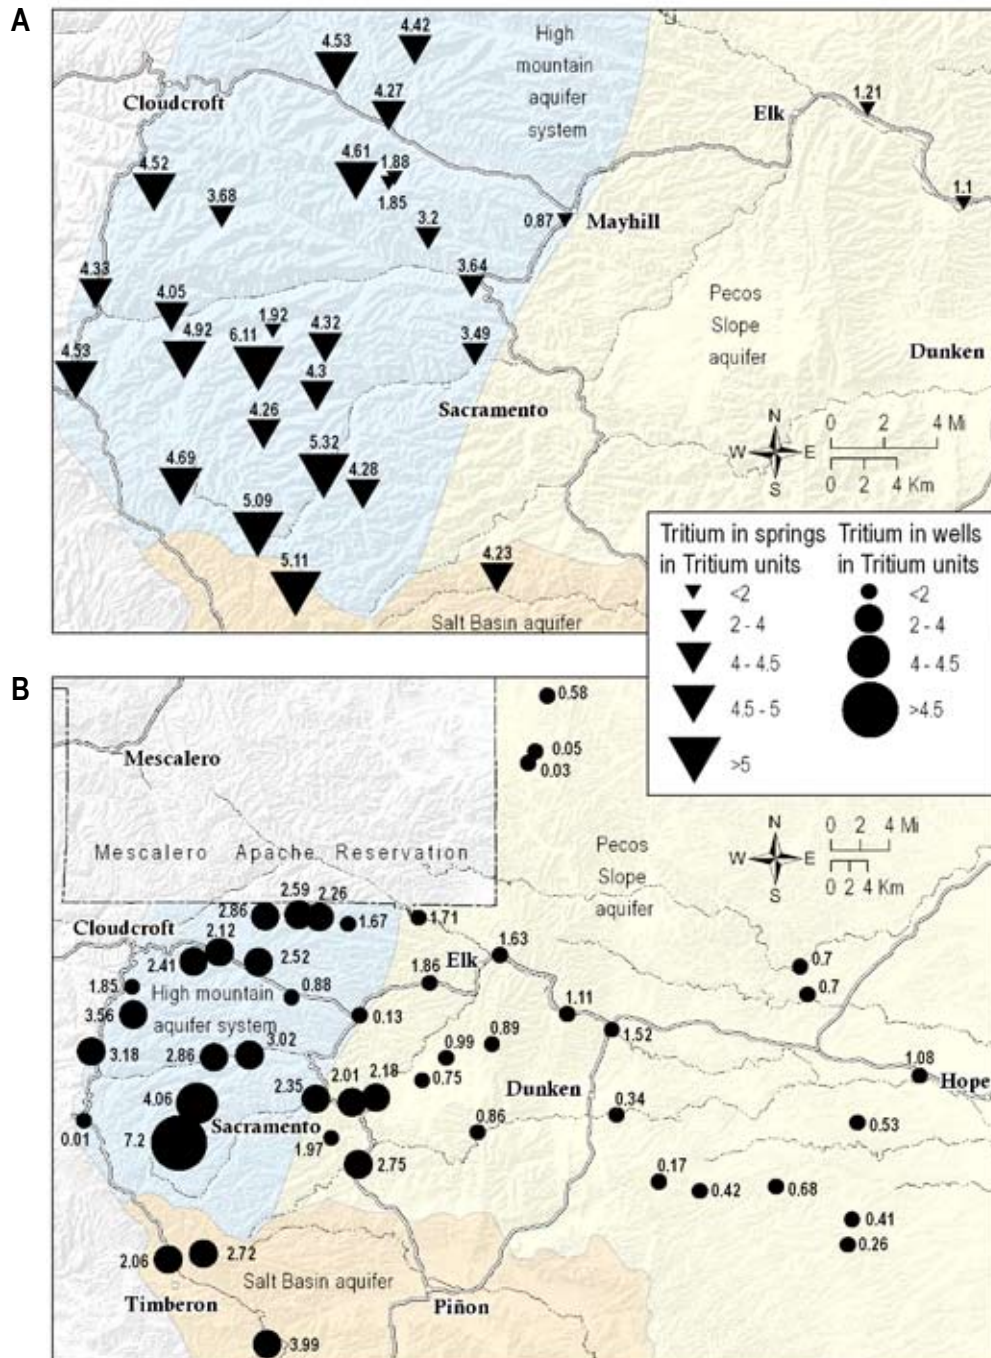 A
4.42
4.53
High
mountain
aquifer
system
4.27
Cloudcroft
1.21
Elk
4.61
1.88
1.85
4.52
3.68
1.1
0.87
Mayhill
3.2
4.33
3.64
4.05
Pecos
Slope
aquifer
4.92
1.92
6.11
4.32
3.49
Dunken
4.53
4.3
Sacramento
4.26
N
W E
S
0 2 4 Mi
0 2 4 Km
5.32
4.69
4.28
5.09
5.11
4.23
Salt Basin aquifer
Tritium in springs
in Tritium units
<2
2 - 4
4 - 4.5
4.5 - 5
>5
Tritium in wells
in Tritium units
<2
2 - 4
4 - 4.5
>4.5
B
0.58
0.05
0.03
Mescalero
Mescalero Apache Reservation
Pecos
Slope
aquifer
N
W E
S
0 2 4 Mi
0 2 4 Km
2.59
2.26
2.86
1.67
1.71
Cloudcroft
2.12
2.41
2.52
1.63
Elk
1.86
0.7
0.7
1.85
High mountain
aquifer system
0.88
3.56
0.13
1.11
1.52
3.18
2.86
3.02
0.89
0.99
0.75
1.08
Hope
4.06
2.35
2.01
2.18
Dunken
0.34
0.01
Sacramento
0.86
0.53
7.2
1.97
2.75
0.17
0.42
0.68
0.41
0.26
2.06
2.72
Salt Basin aquifer
Timberon
Piñon
3.99